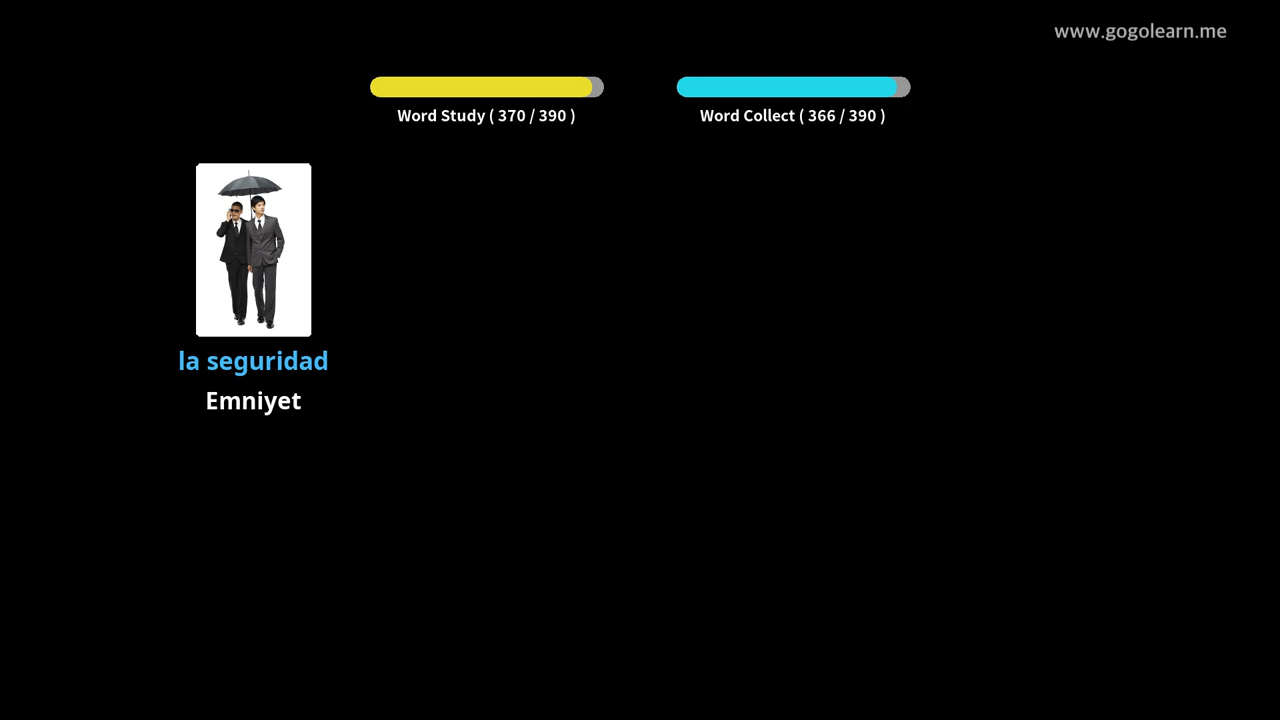 www.gogolearn.me
Word Study ( 370 / 390 )
Word Collect ( 366 / 390 )
la seguridad
Emniyet